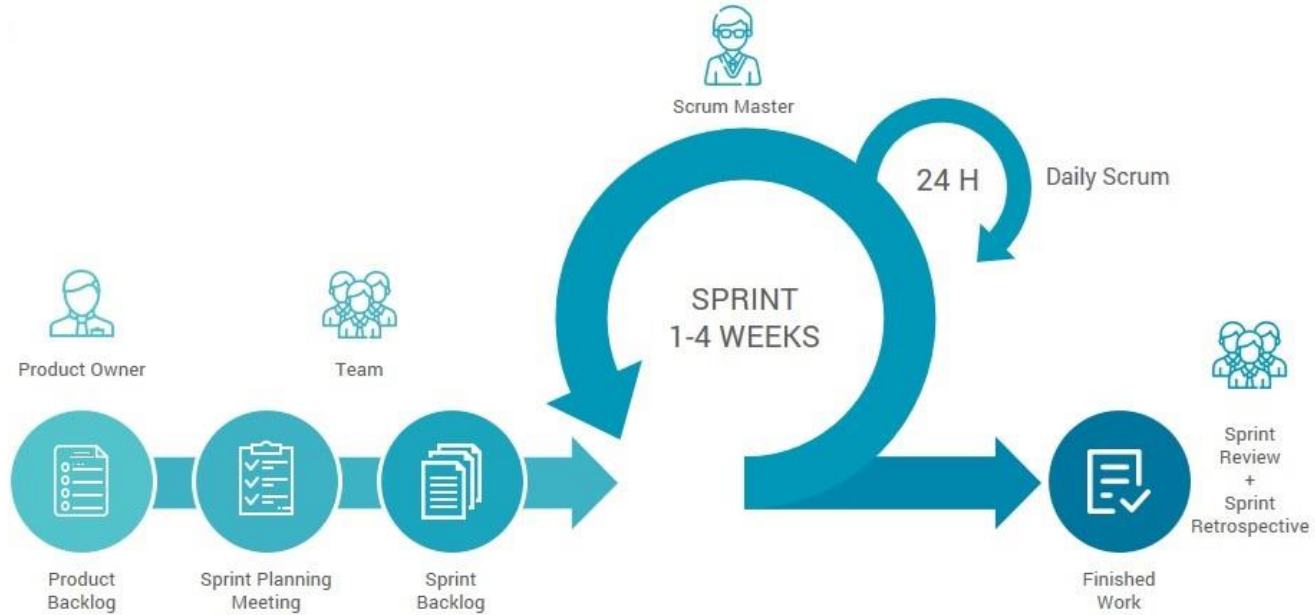 Scrum Master
24 H
Daily Scrum
SPRINT
1-4 WEEKS
Product Owner
Team
Sprint
Review
+
Sprint
Retrospective
Product
Backlog
Sprint Planning
Meeting
Sprint
Backlog
Finished
Work